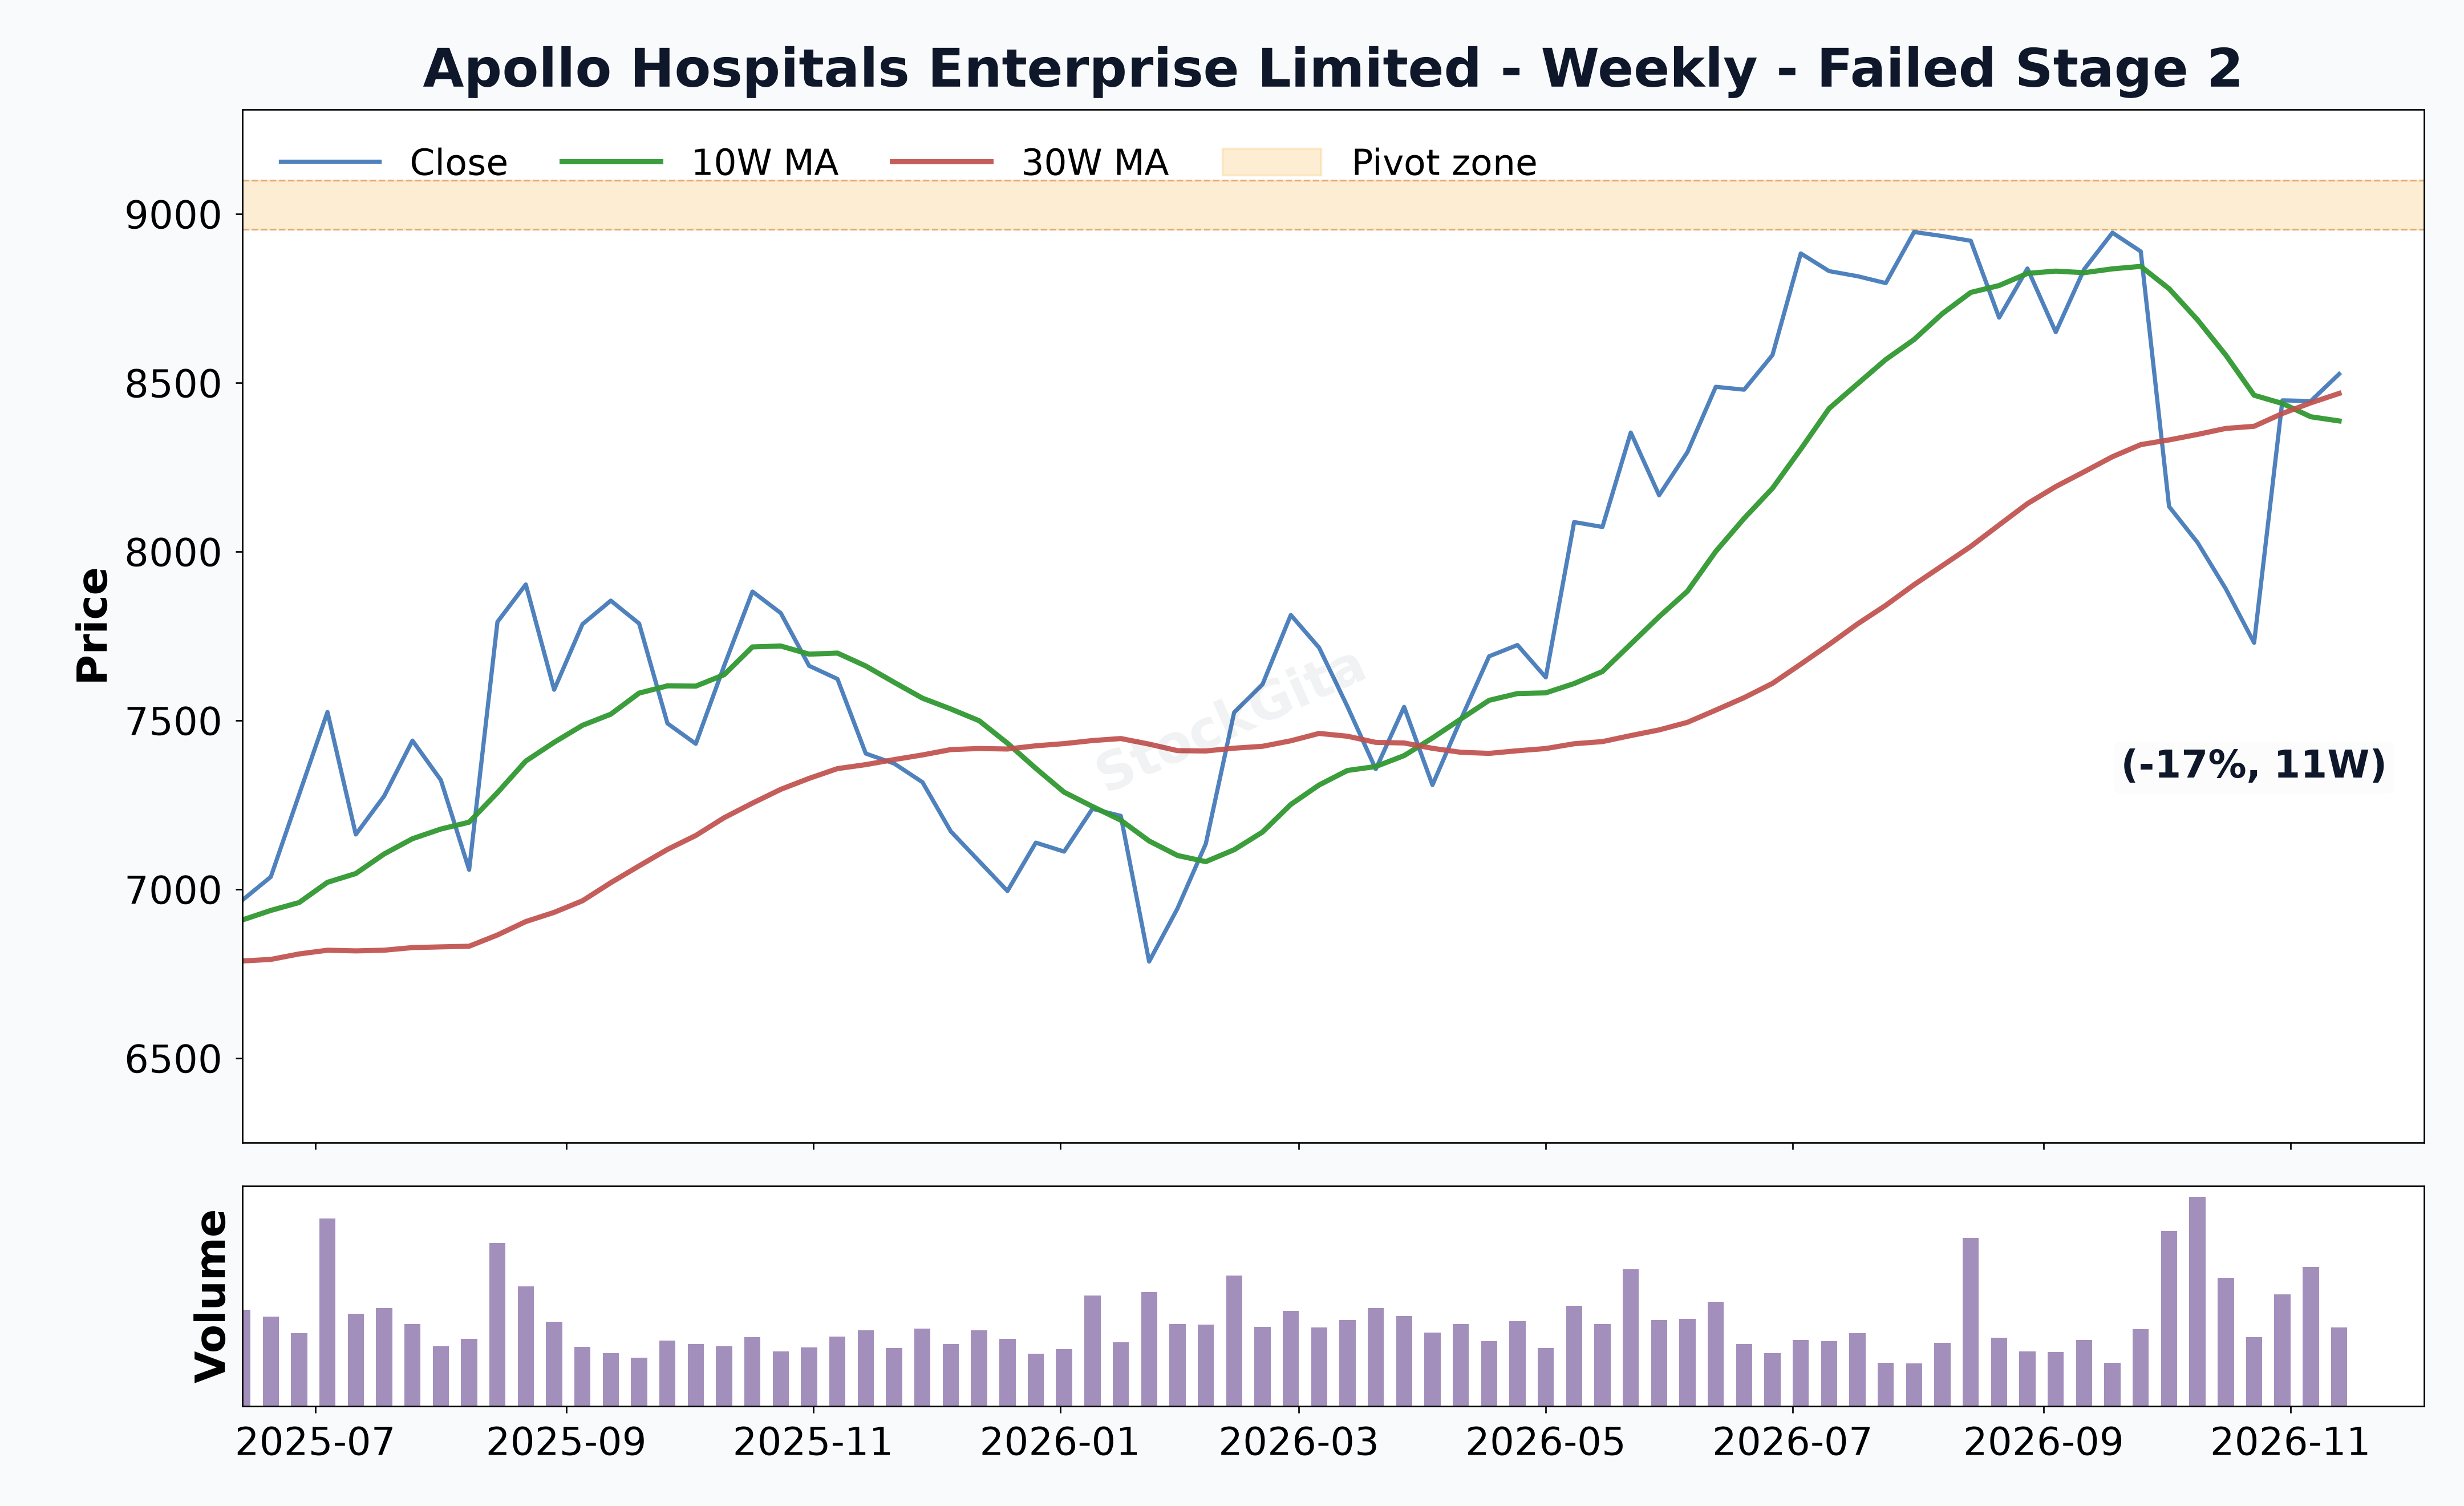 Apollo Hospitals Enterprise Limited - Weekly - Failed Stage 2
Close 10W MA 30W MA Pivot zone
9000
8500
8000
7500
7000
6500
Price
StockGita
(-17%, 11W)
Volume
2025-07 2025-09 2025-11 2026-01 2026-03 2026-05 2026-07 2026-09 2026-11